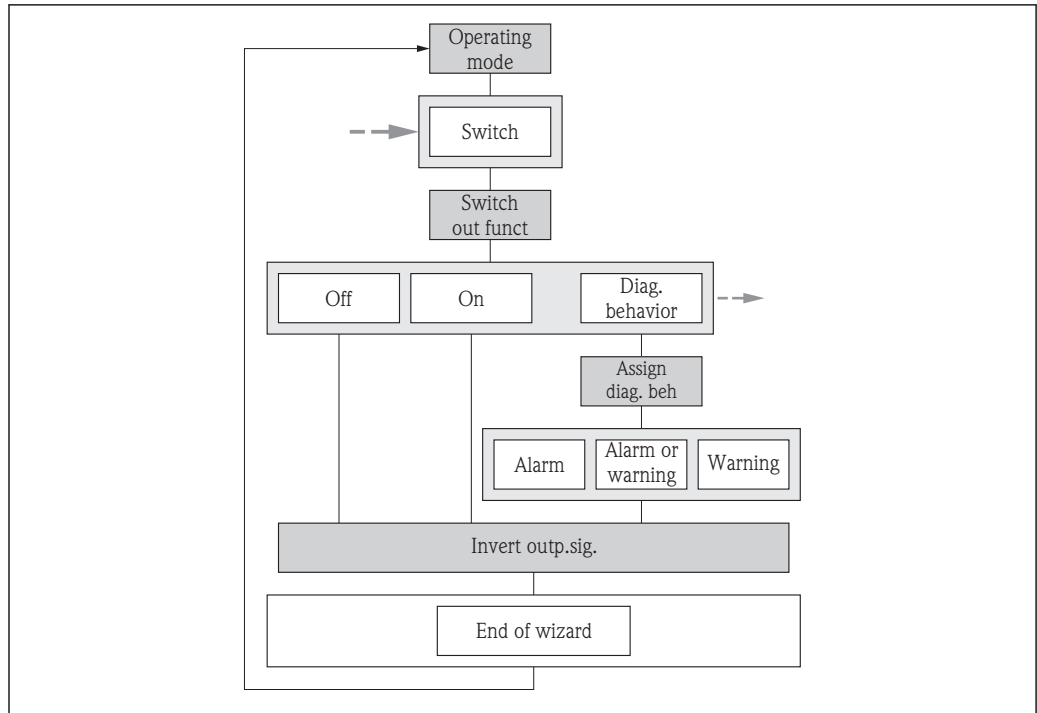 Operating
mode
Switch
Switch
out funct
Off
On
Diag.
behavior
Assign
diag. beh
Alarm
Alarm or
warning
Warning
Invert outp.sig.
End of wizard